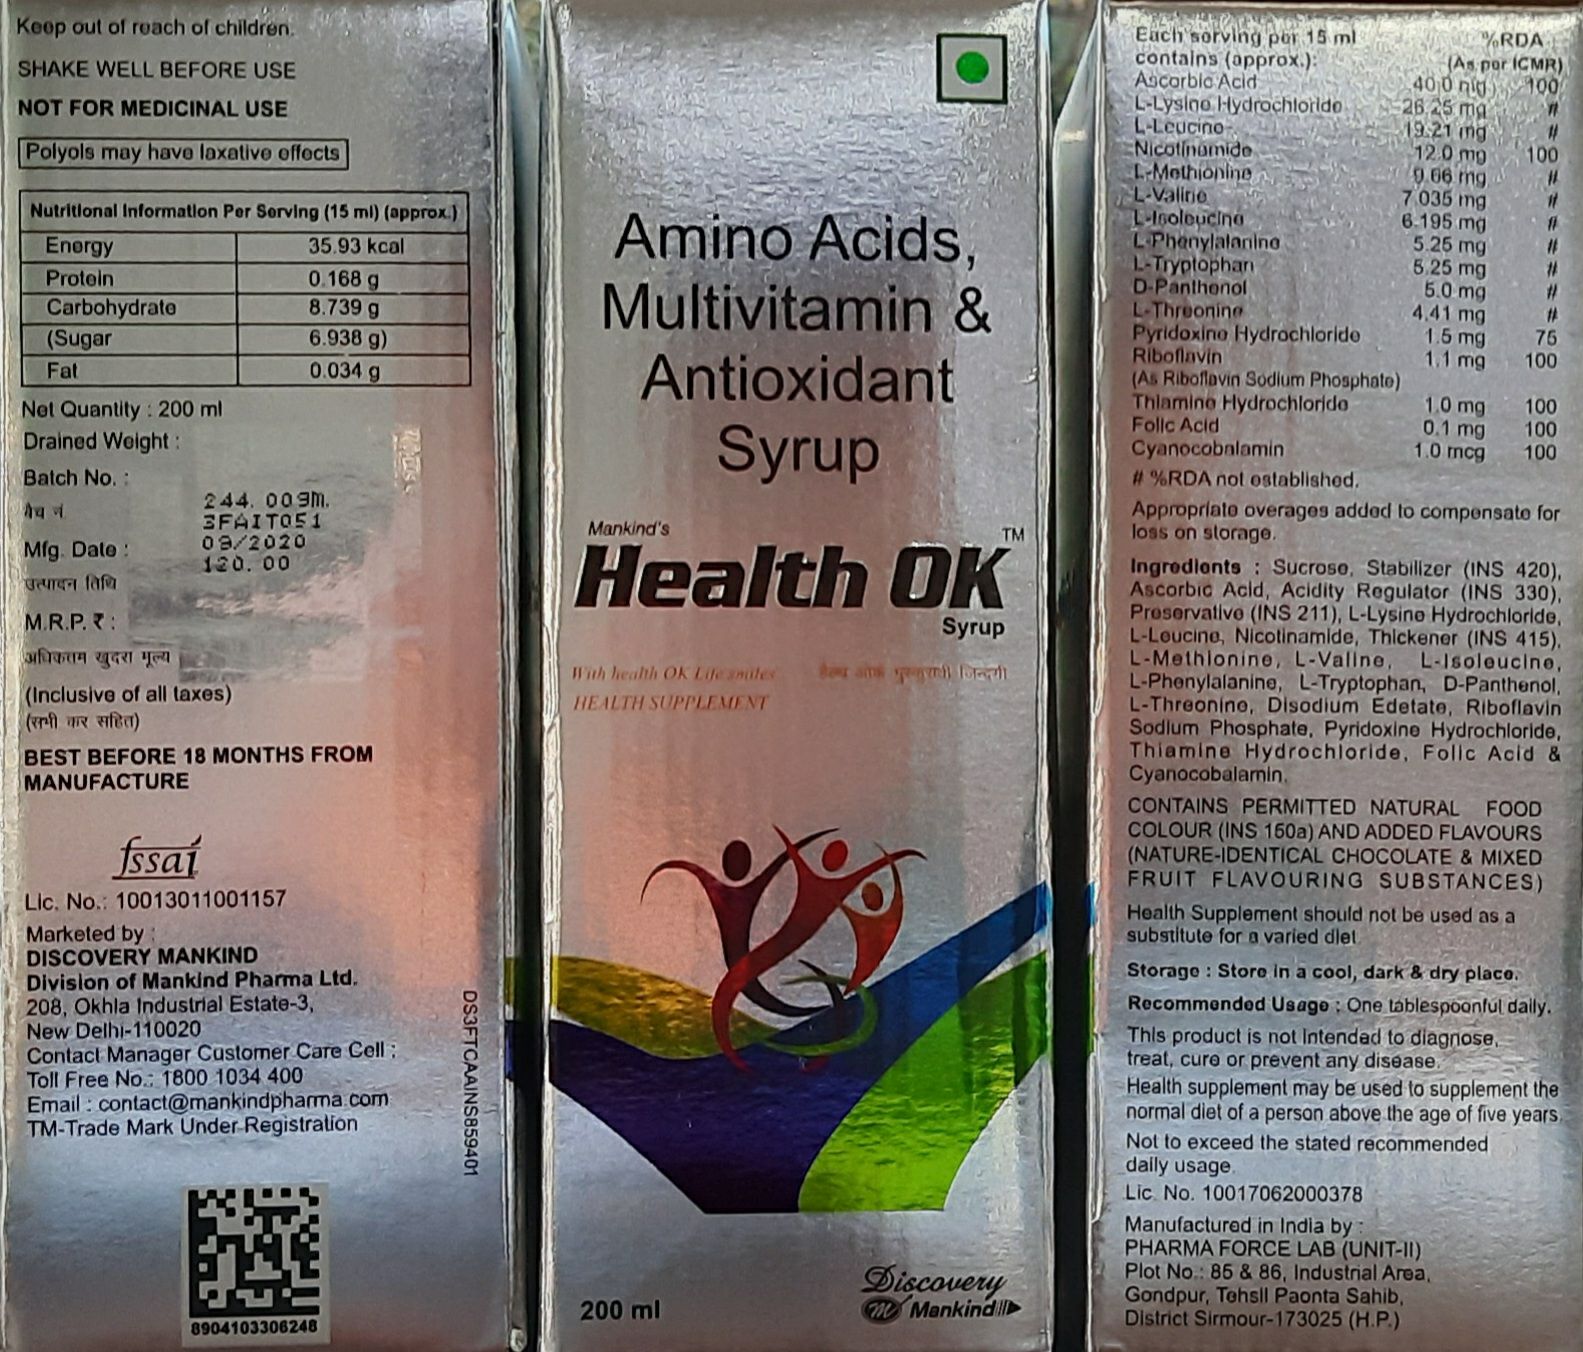 Keep out of reach of children.
SHAKE WELL BEFORE USE
NOT FOR MEDICINAL USE
Polyols may have laxative effects
Nutritional Information Per Serving (15 ml) (approx.)
Energy 35.93 kcal
Protein 0.168 g
Carbohydrate 8.739 g
(Sugar 6.938 g)
Fat 0.034 g
Net Quantity : 200 ml
Drained Weight : 244. 009M.
Batch No. : 3FAIT051
बैच नं.
Mfg. Date : 09/2020
उत्पादन तिथि
M.R.P. ₹ : 120. 00
अधिकतम खुदरा मूल्य
(Inclusive of all taxes)
(सभी कर सहित)
BEST BEFORE 18 MONTHS FROM
MANUFACTURE
fssai
Lic. No.: 10013011001157
Marketed by :
DISCOVERY MANKIND
Division of Mankind Pharma Ltd.
208, Okhla Industrial Estate-3,
New Delhi-110020
Contact Manager Customer Care Cell :
Toll Free No.: 1800 1034 400
Email : contact@mankindpharma.com
TM-Trade Mark Under Registration
DS3FTCAAINS859401
8904103306248
Amino Acids,
Multivitamin &
Antioxidant
Syrup
Mankind's
Health OK TM
Syrup
With health OK Life smiles हेल्थ ओके मुस्कुराती जिन्दगी
HEALTH SUPPLEMENT
200 ml
Discovery
Mankind
Each serving per 15 ml %RDA
contains (approx.): (As per ICMR)
Ascorbic Acid 40.0 mg 100
L-Lysine Hydrochloride 26.25 mg #
L-Leucine 19.21 mg #
Nicotinamide 12.0 mg 100
L-Methionine 9.66 mg #
L-Valine 7.035 mg #
L-Isoleucine 6.195 mg #
L-Phenylalanine 5.25 mg #
L-Tryptophan 5.25 mg #
D-Panthenol 5.0 mg #
L-Threonine 4.41 mg #
Pyridoxine Hydrochloride 1.5 mg 75
Riboflavin 1.1 mg 100
(As Riboflavin Sodium Phosphate)
Thiamine Hydrochloride 1.0 mg 100
Folic Acid 0.1 mg 100
Cyanocobalamin 1.0 mcg 100
# %RDA not established.
Appropriate overages added to compensate for
loss on storage.
Ingredients : Sucrose, Stabilizer (INS 420),
Ascorbic Acid, Acidity Regulator (INS 330),
Preservative (INS 211), L-Lysine Hydrochloride,
L-Leucine, Nicotinamide, Thickener (INS 415),
L-Methionine, L-Valine, L-Isoleucine,
L-Phenylalanine, L-Tryptophan, D-Panthenol,
L-Threonine, Disodium Edetate, Riboflavin
Sodium Phosphate, Pyridoxine Hydrochloride,
Thiamine Hydrochloride, Folic Acid &
Cyanocobalamin.
CONTAINS PERMITTED NATURAL FOOD
COLOUR (INS 150a) AND ADDED FLAVOURS
(NATURE-IDENTICAL CHOCOLATE & MIXED
FRUIT FLAVOURING SUBSTANCES)
Health Supplement should not be used as a
substitute for a varied diet
Storage : Store in a cool, dark & dry place.
Recommended Usage : One tablespoonful daily.
This product is not intended to diagnose,
treat, cure or prevent any disease.
Health supplement may be used to supplement the
normal diet of a person above the age of five years.
Not to exceed the stated recommended
daily usage.
Lic. No. 10017062000378
Manufactured in India by :
PHARMA FORCE LAB (UNIT-II)
Plot No.: 85 & 86, Industrial Area,
Gondpur, Tehsil Paonta Sahib,
District Sirmour-173025 (H.P.)